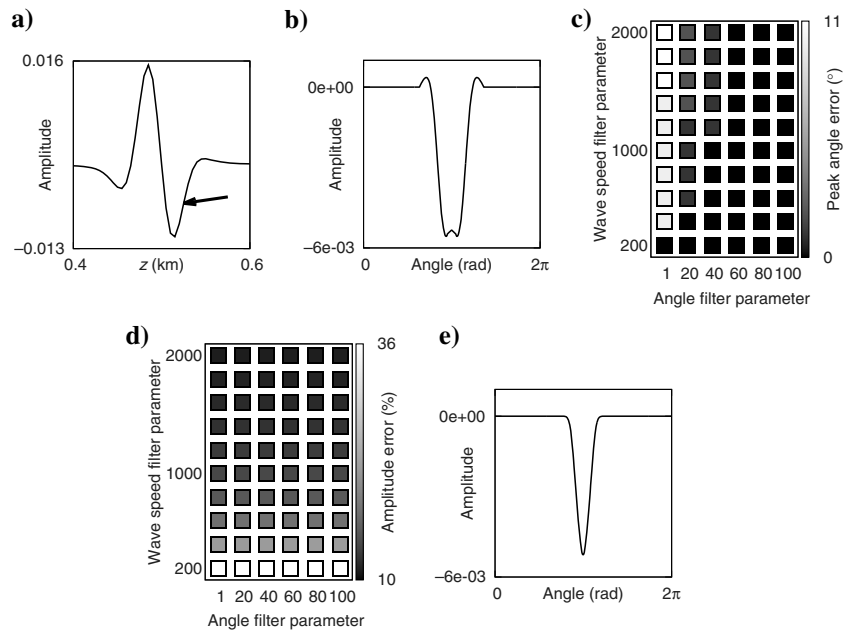 a)
0.016
Amplitude
−0.013
0.4
z (km)
0.6
b)
0e+00
Amplitude
−6e-03
0
Angle (rad)
2π
c)
2000
1000
200
Wave speed filter parameter
1 20 40 60 80 100
Angle filter parameter
11
Peak angle error (°)
0
d)
2000
1000
200
Wave speed filter parameter
1 20 40 60 80 100
Angle filter parameter
36
Amplitude error (%)
10
e)
0e+00
Amplitude
−6e-03
0
Angle (rad)
2π